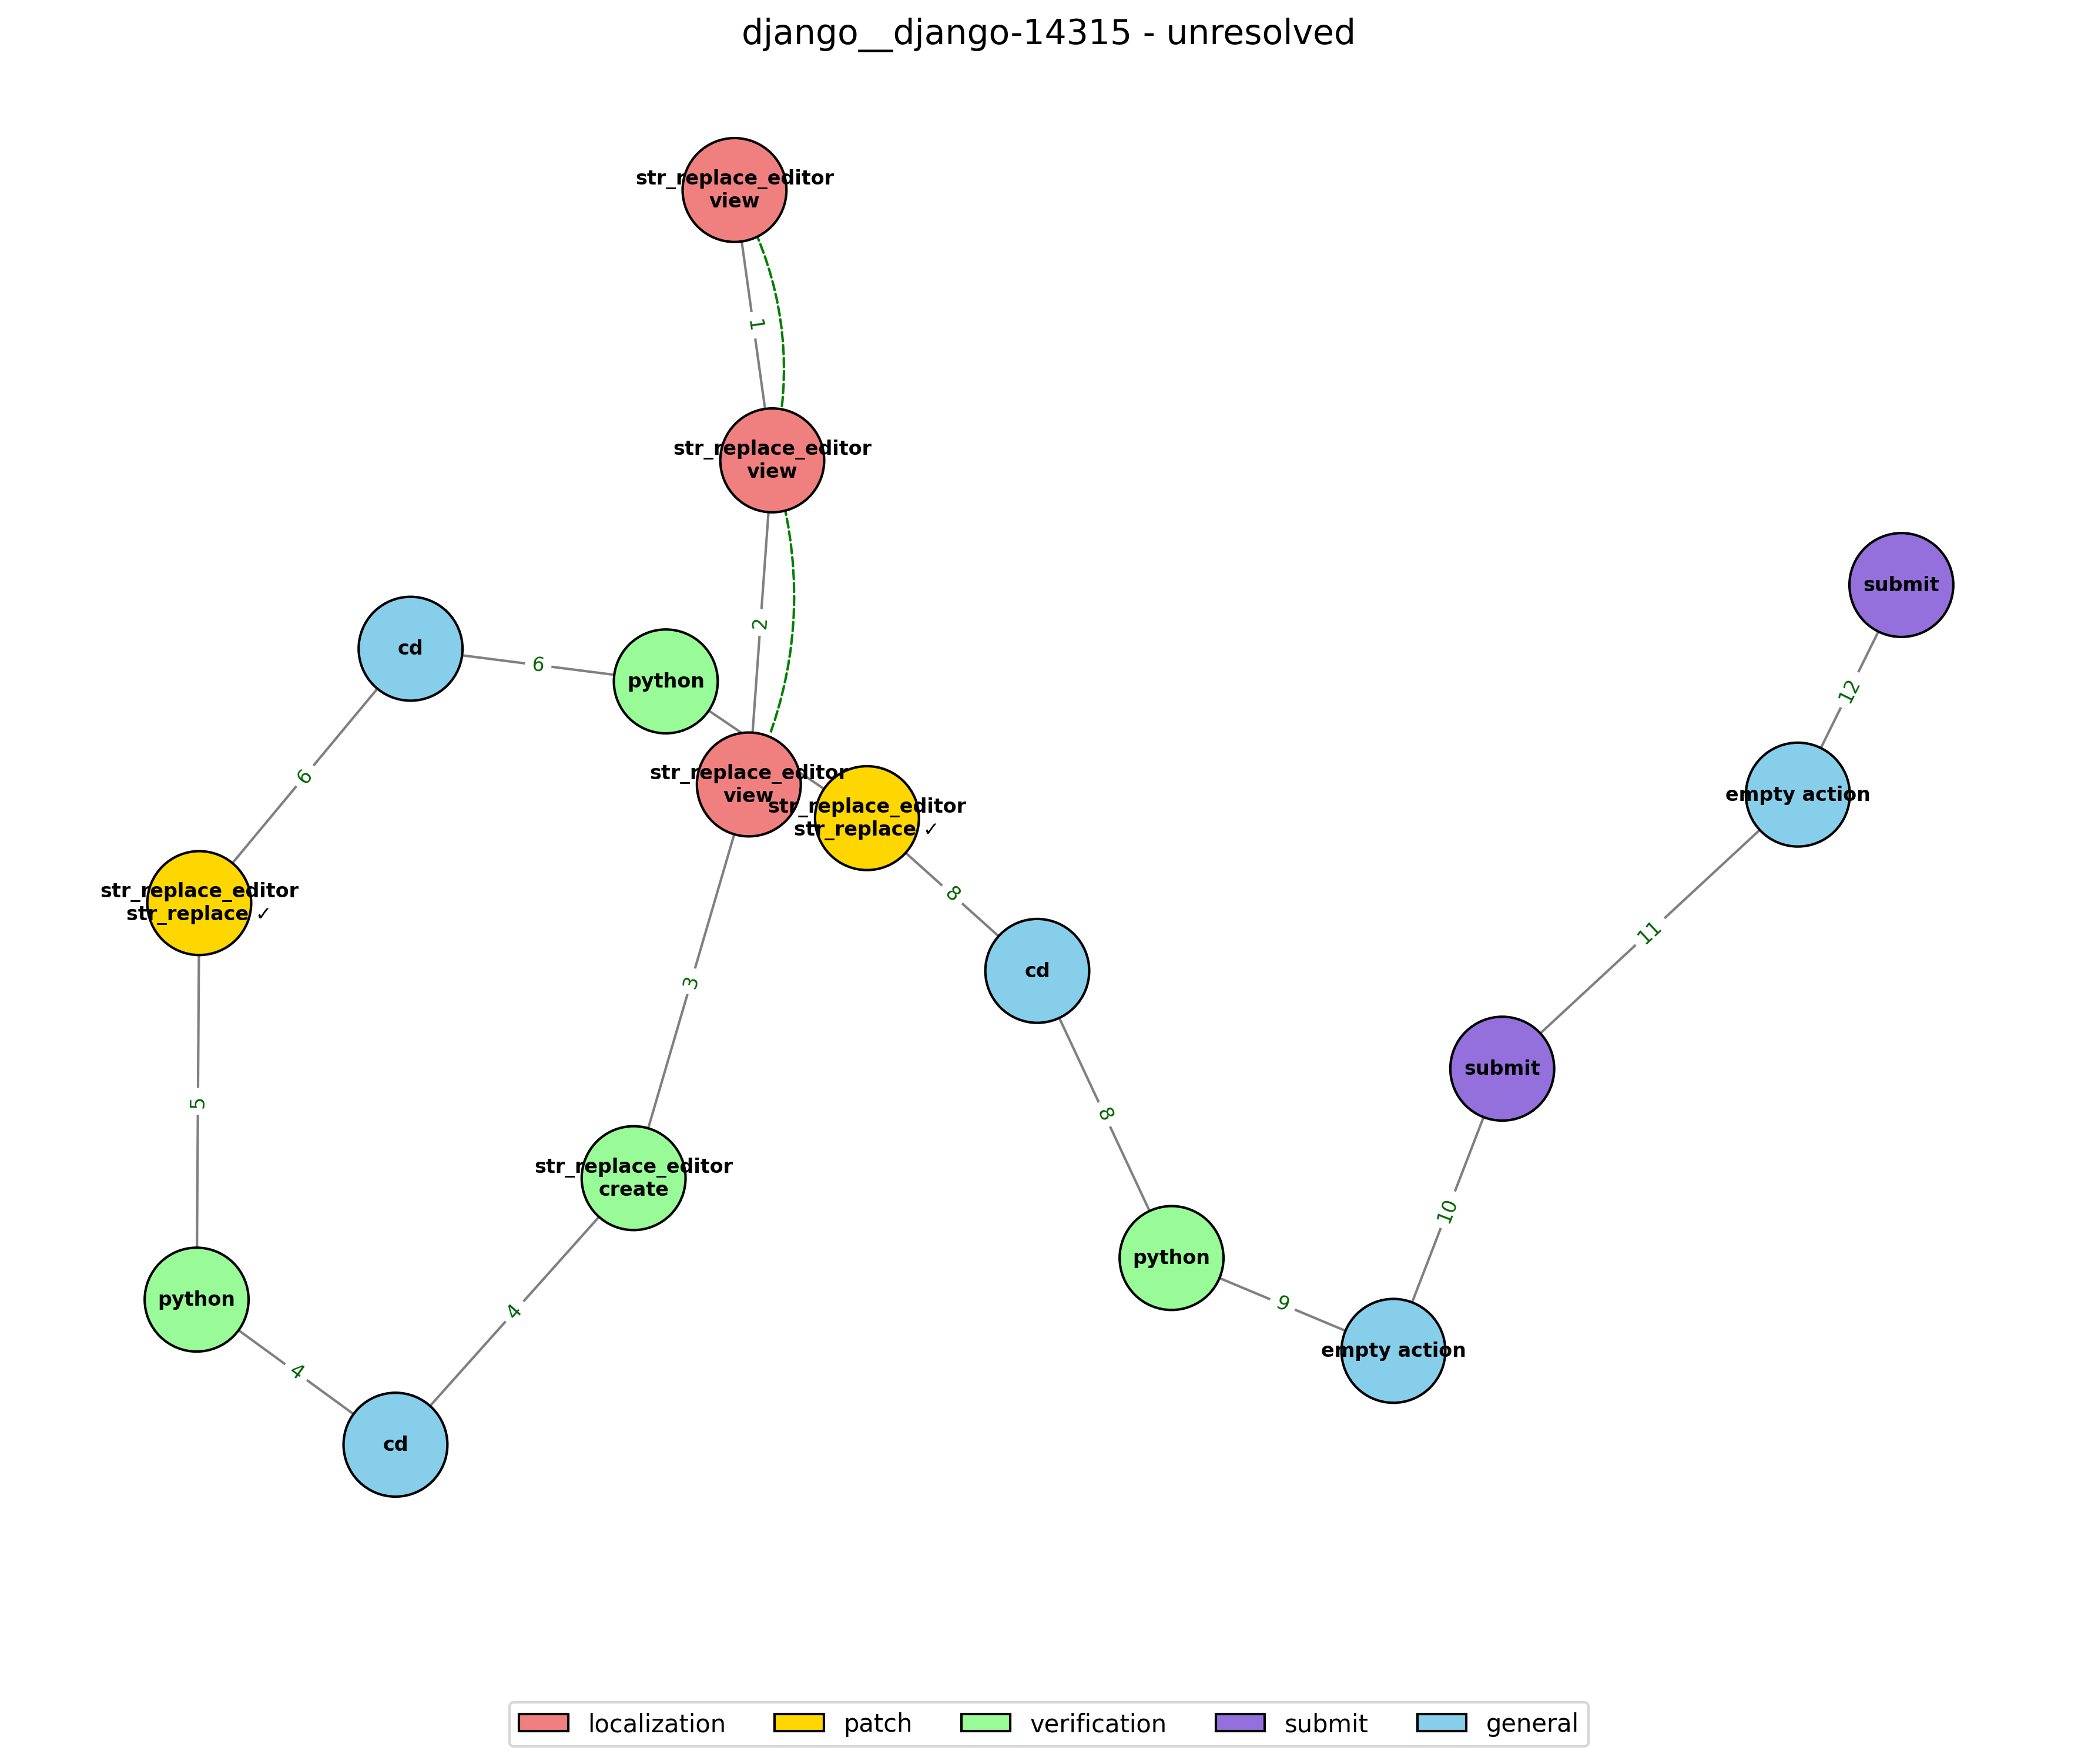 django__django-14315 - unresolved
str_replace_editor
view
1
str_replace_editor
view
2
submit
cd
6
python
12
6
str_replace_editor
view
empty action
str_replace_editor
str_replace ✓
str_replace_editor
str_replace ✓
8
11
cd
3
submit
5
8
str_replace_editor
create
10
python
python
9
4
empty action
4
cd
localization
patch
verification
submit
general